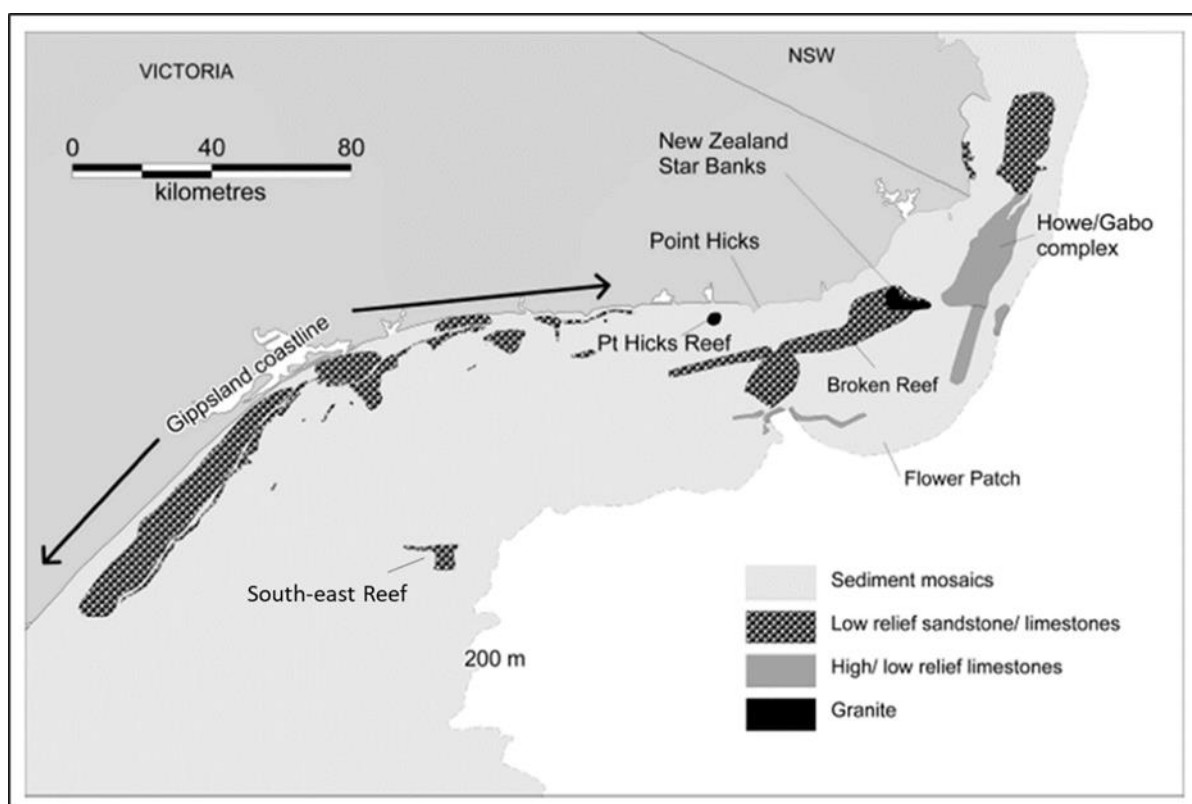 VICTORIA
NSW
0 40 80
kilometres
New Zealand
Star Banks
Howe/Gabo
complex
Point Hicks
Gippsland coastline
Pt Hicks Reef
Broken Reef
Flower Patch
South-east Reef
200 m
Sediment mosaics
Low relief sandstone/ limestones
High/ low relief limestones
Granite